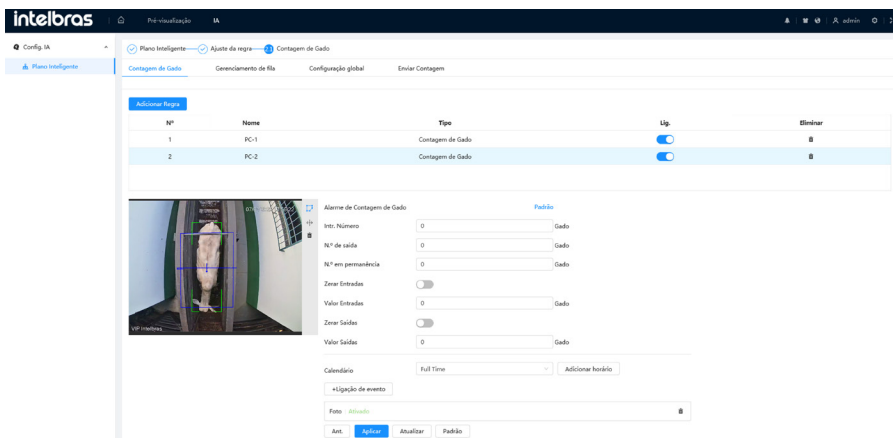 intelbras Pré-visualização IA admin
Config. IA
Plano Inteligente
Plano Inteligente Ajuste da regra 2.1 Contagem de Gado
Contagem de Gado Gerenciamento de fila Configuração global Enviar Contagem
Adicionar Regra
Nº Nome Tipo Lig. Eliminar
1 PC-1 Contagem de Gado
2 PC-2 Contagem de Gado
VIP Intelbras
Alarme de Contagem de Gado Padrão
Intr. Número 0 Gado
N.º de saída 0 Gado
N.º em permanência 0 Gado
Zerar Entradas
Valor Entradas 0 Gado
Zerar Saídas
Valor Saídas 0 Gado
Calendário Full Time Adicionar horário
+Ligação de evento
Foto Ativado
Ant. Aplicar Atualizar Padrão